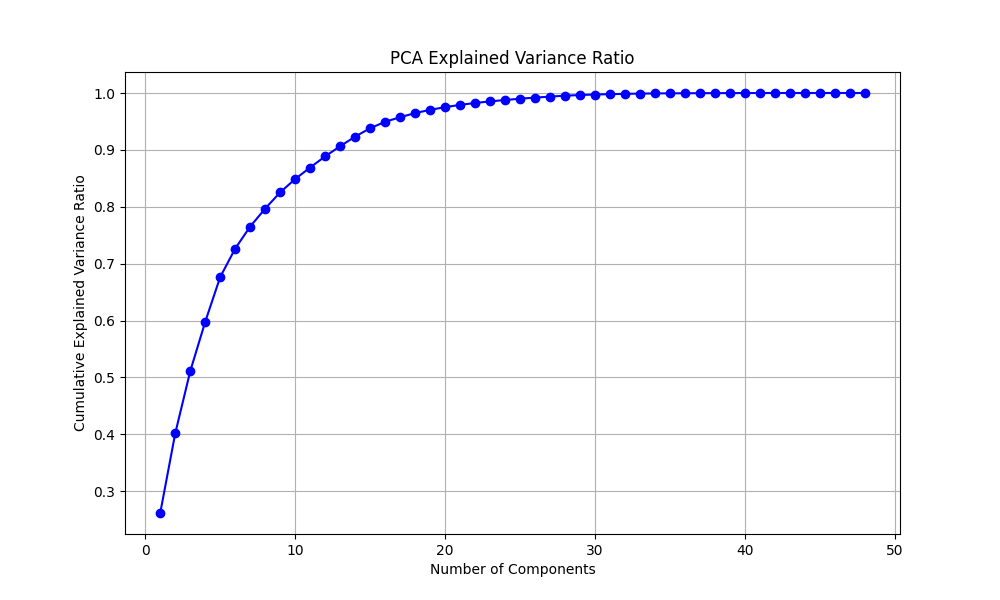 PCA Explained Variance Ratio
1.0
0.9
0.8
0.7
0.6
0.5
0.4
0.3
Cumulative Explained Variance Ratio
0 10 20 30 40 50
Number of Components